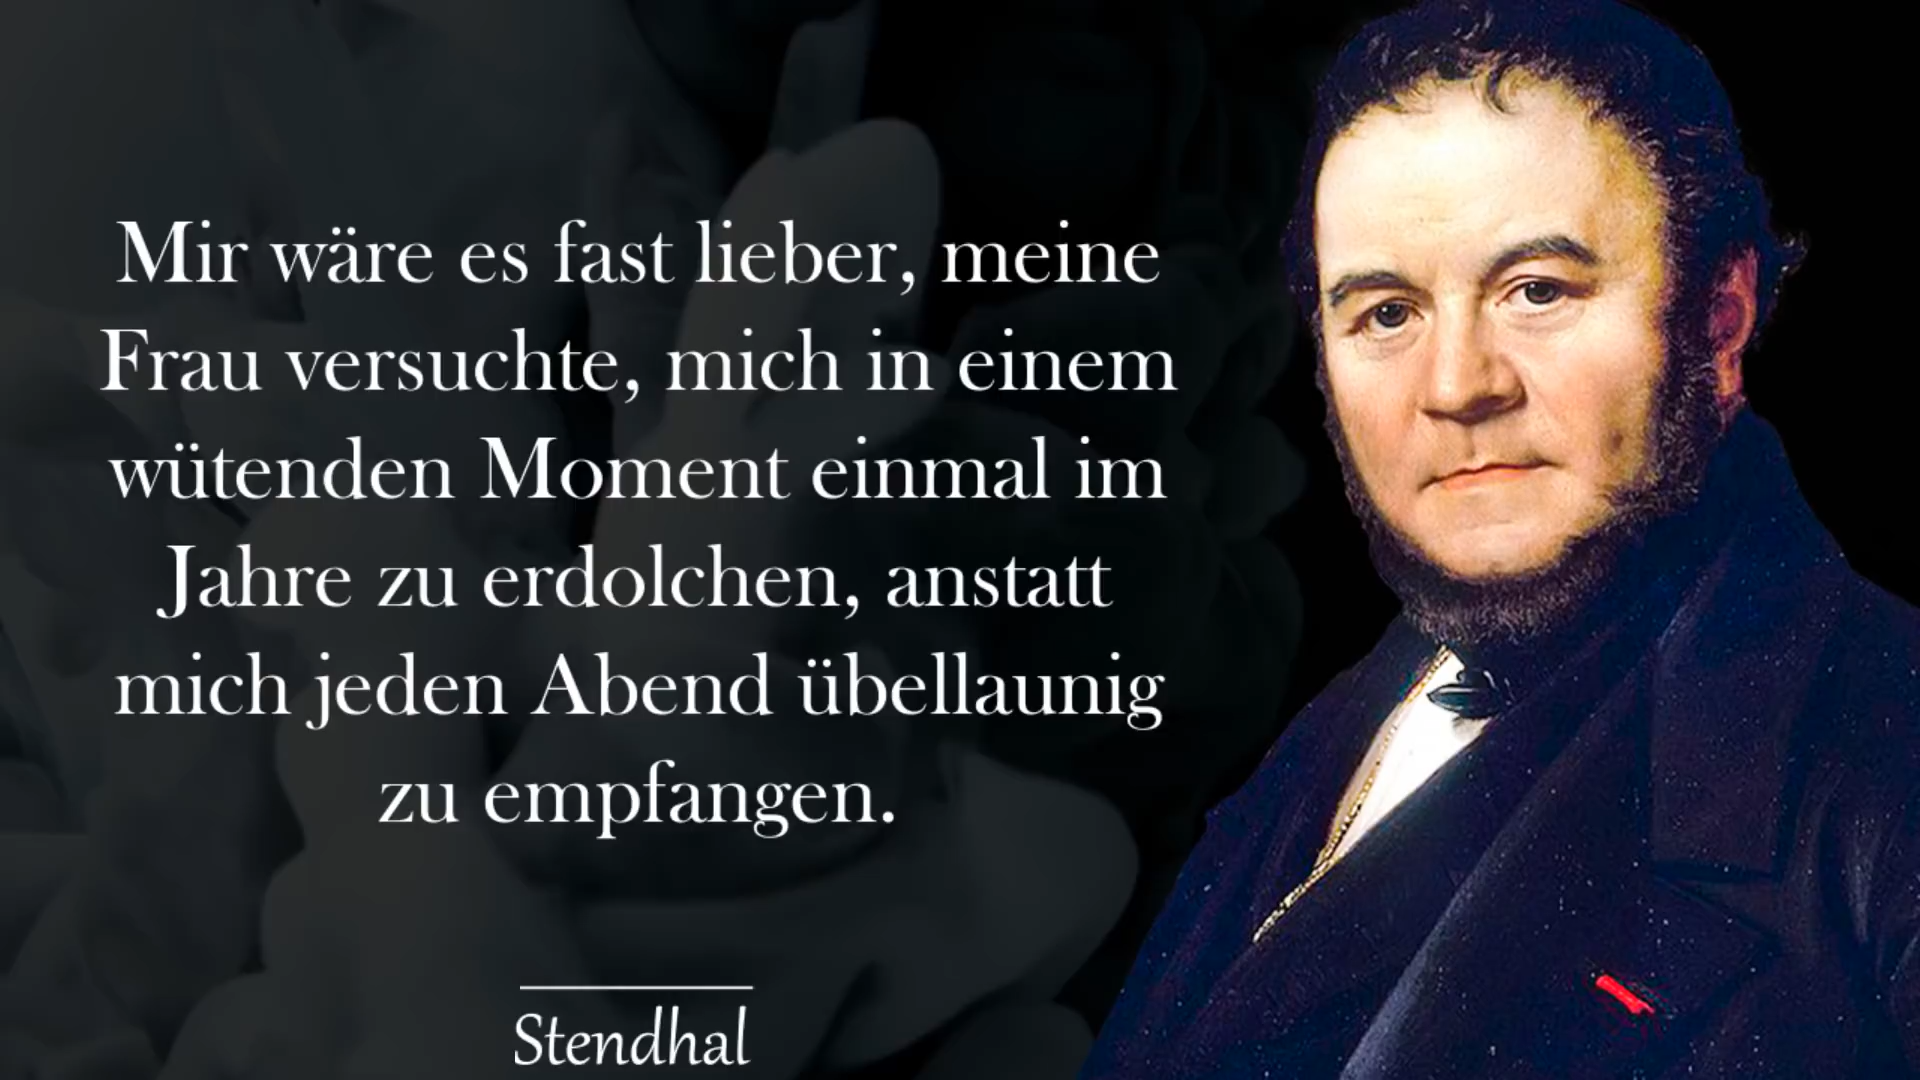 Mir wäre es fast lieber, meine
Frau versuchte, mich in einem
wütenden Moment einmal im
Jahre zu erdolchen, anstatt
mich jeden Abend übellaunig
zu empfangen.
Stendhal